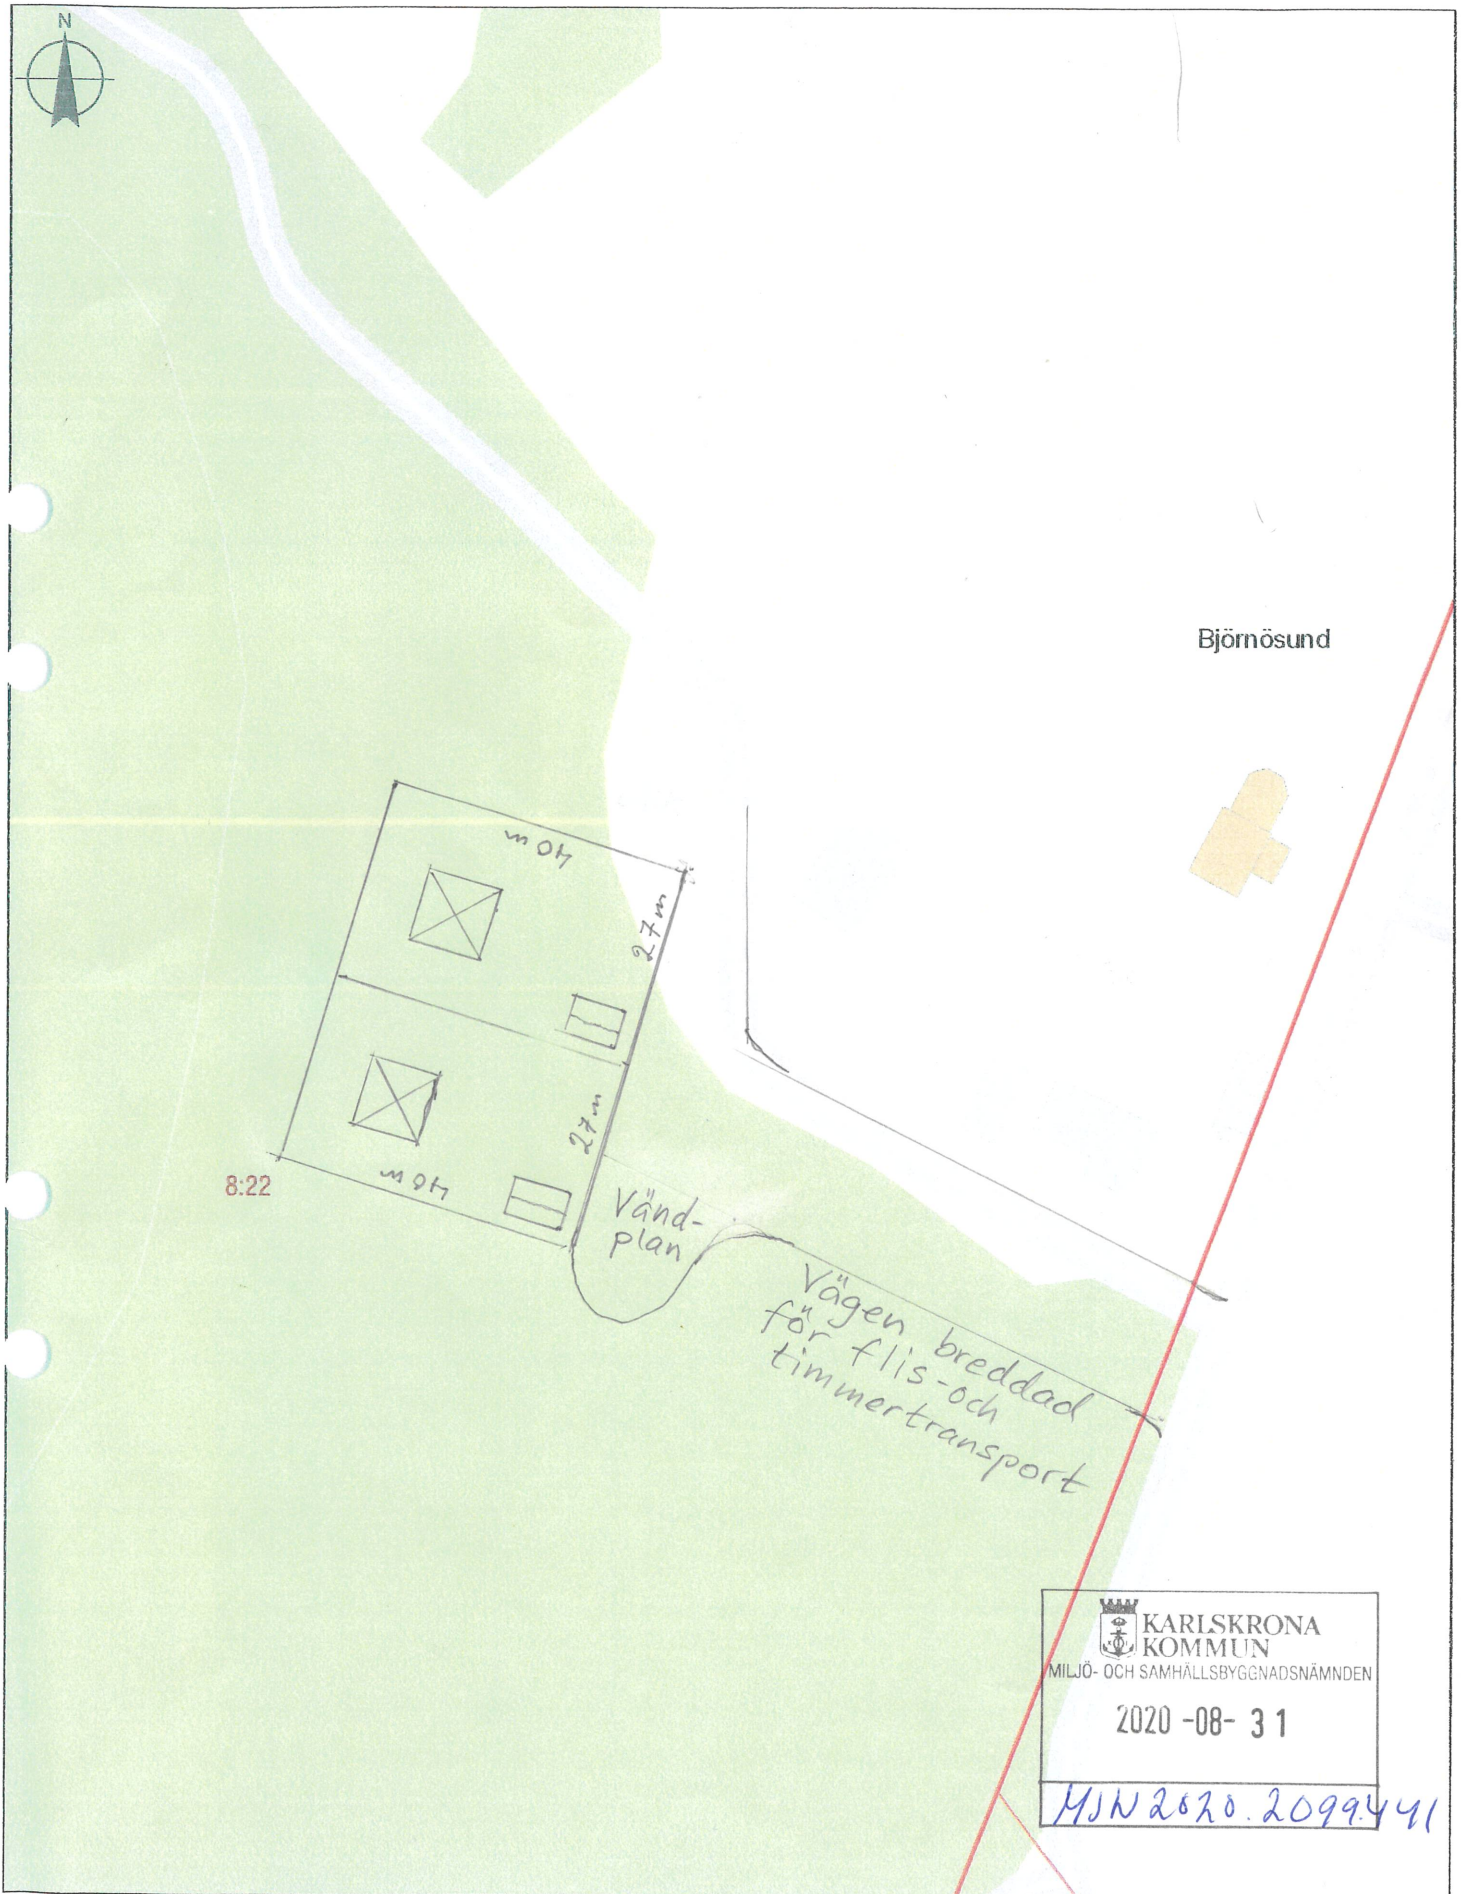 N
Björnösund
40 m
27 m
27 m
40 m
8:22
Vänd-
plan
Vägen breddad
för flis-och
timmertransport
KARLSKRONA
KOMMUN
MILJÖ- OCH SAMHÄLLSBYGGNADSNÄMNDEN
2020 -08- 31
MSN 2020.2099.441